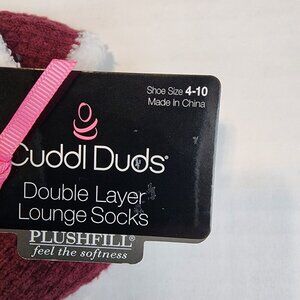 Shoe Size 4-10
Made In China
Cuddl Duds®
Double Layer
Lounge Socks
PLUSHFILL®
feel the softness